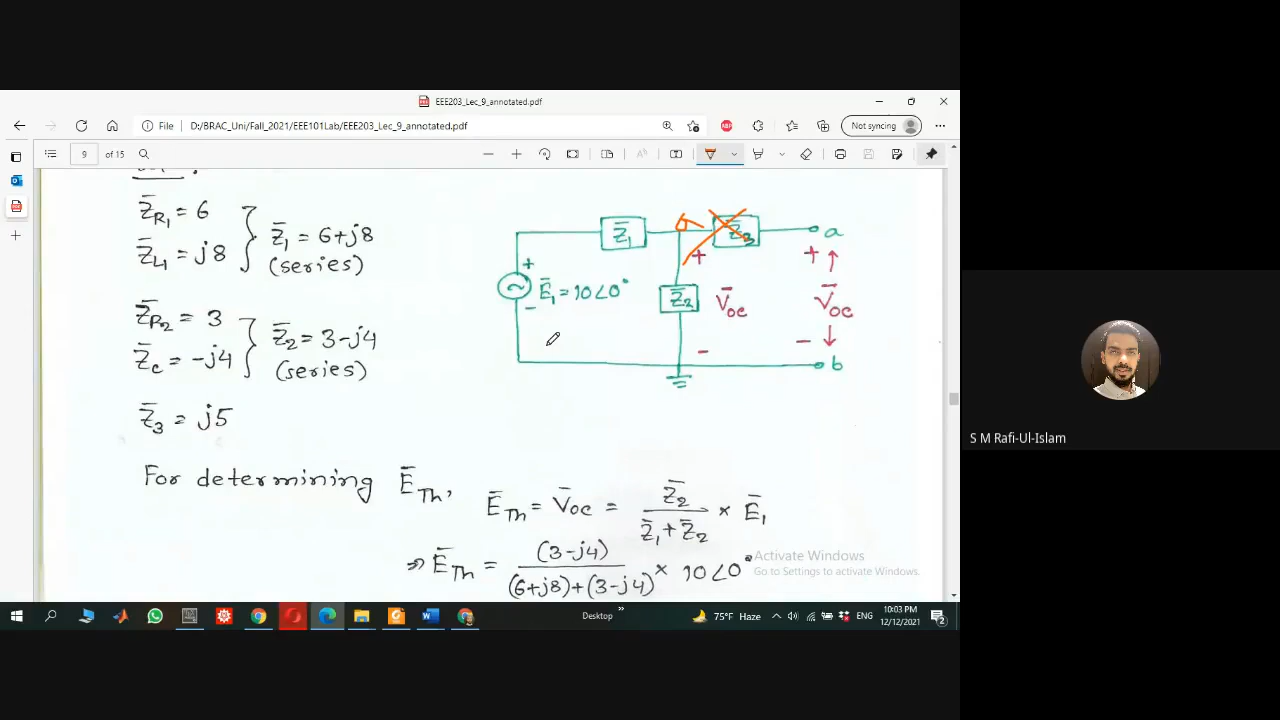 EEE203_Lec_9_annotated.pdf
File D:/BRAC_Uni/Fall_2021/EEE101Lab/EEE203_Lec_9_annotated.pdf ABP Not syncing
9 of 15
Z̄R1 = 6
Z̄L1 = j8
Z̄1 = 6+j8
(series)
Z̄R2 = 3
Z̄c = -j4
Z̄2 = 3-j4
(series)
Z̄3 = j5
Z̄1 Z̄3 a
+ + +
Ē1 = 10∠0° Z̄2 V̄oc V̄oc
- - -
b
For determining ĒTh,
ĒTh = V̄oc = Z̄2 / (Z̄1+Z̄2) × Ē1
⇒ ĒTh = (3-j4) / ((6+j8)+(3-j4)) × 10∠0°
Activate Windows
Go to Settings to activate Windows.
S M Rafi-Ul-Islam
Desktop » 75°F Haze ENG 10:03 PM
12/12/2021 2